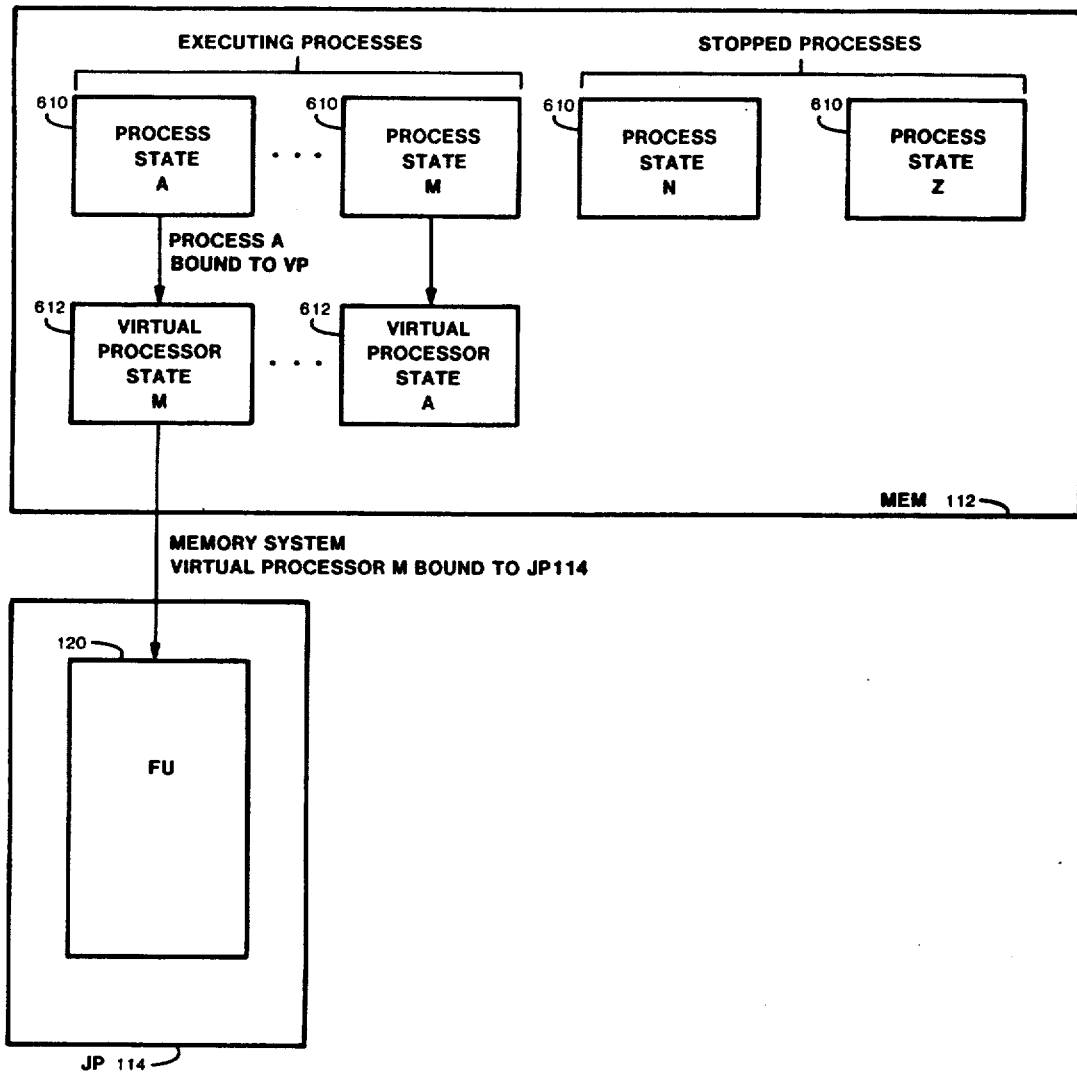 EXECUTING PROCESSES
STOPPED PROCESSES
610
PROCESS
STATE
A
. . .
610
PROCESS
STATE
M
610
PROCESS
STATE
N
610
PROCESS
STATE
Z
PROCESS A
BOUND TO VP
612
VIRTUAL
PROCESSOR
STATE
M
. . .
612
VIRTUAL
PROCESSOR
STATE
A
MEM 112
MEMORY SYSTEM
VIRTUAL PROCESSOR M BOUND TO JP114
120
FU
JP 114